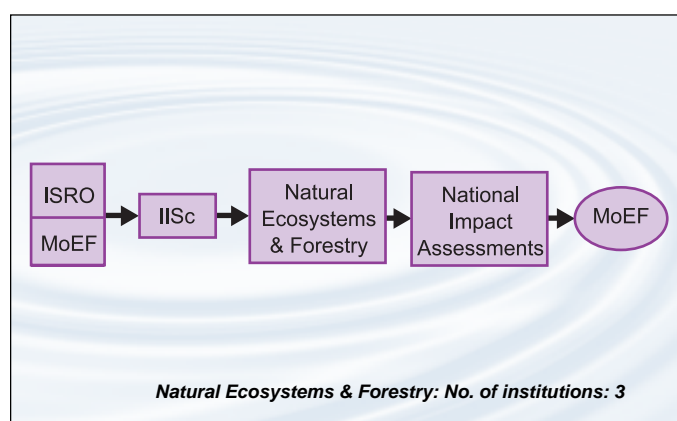 ISRO
MoEF
IISc
Natural
Ecosystems
& Forestry
National
Impact
Assessments
MoEF
Natural Ecosystems & Forestry: No. of institutions: 3